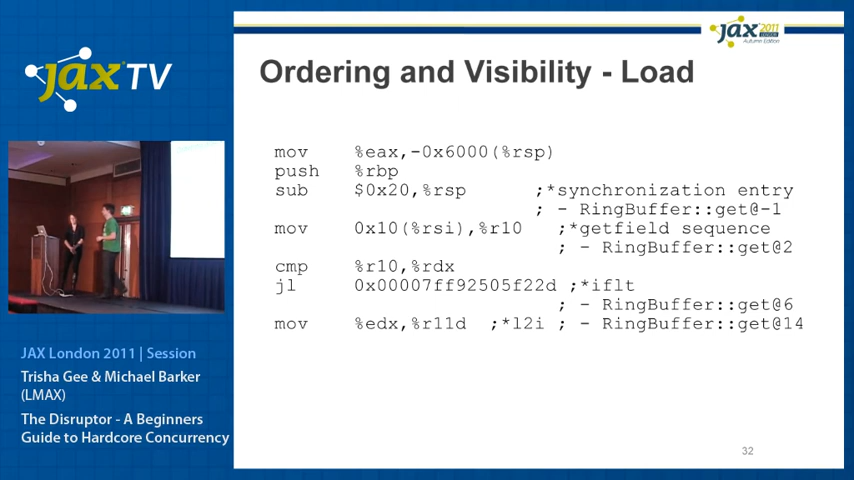 JAX TV
JAX London 2011 | Session
Trisha Gee & Michael Barker
(LMAX)
The Disruptor - A Beginners
Guide to Hardcore Concurrency
jax 2011
LONDON
Autumn Edition
Ordering and Visibility - Load
mov %eax,-0x6000(%rsp)
push %rbp
sub $0x20,%rsp ;*synchronization entry
; - RingBuffer::get@-1
mov 0x10(%rsi),%r10 ;*getfield sequence
; - RingBuffer::get@2
cmp %r10,%rdx
jl 0x00007ff92505f22d ;*iflt
; - RingBuffer::get@6
mov %edx,%r11d ;*l2i ; - RingBuffer::get@14
32